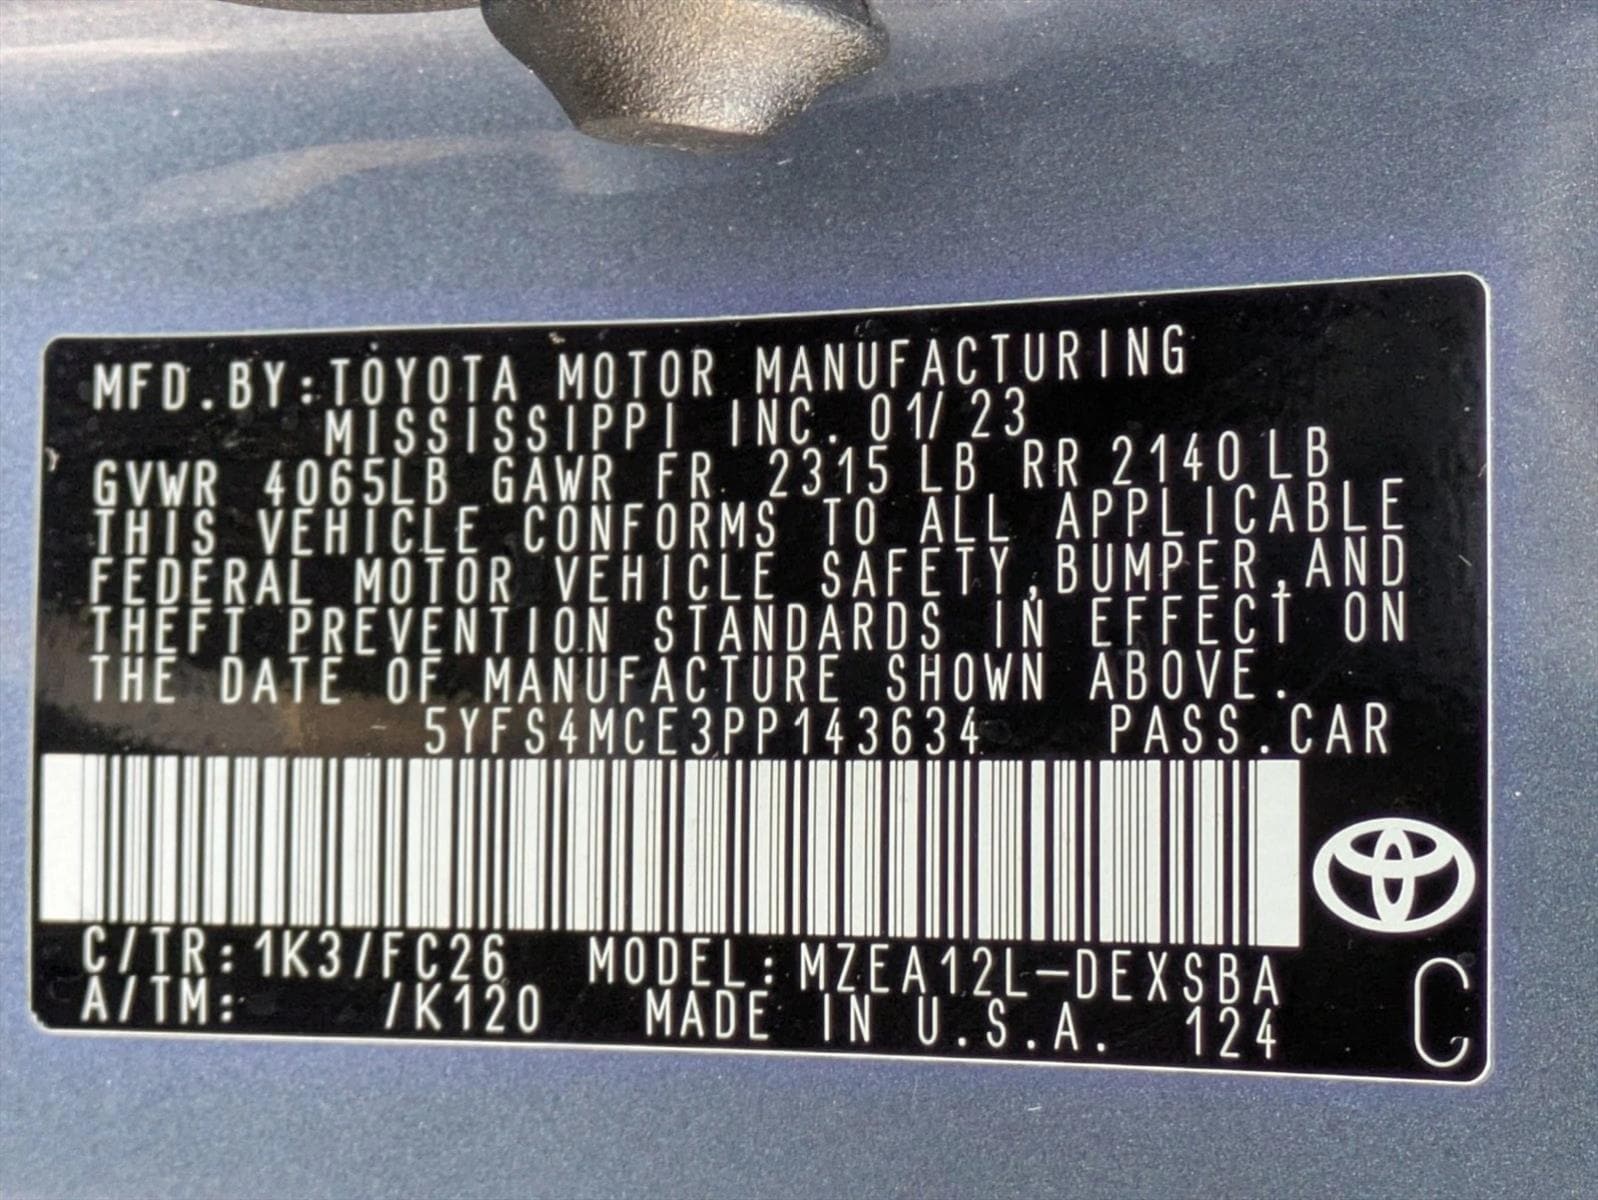 MFD.BY:TOYOTA MOTOR MANUFACTURING
MISSISSIPPI INC. 01/23
GVWR 4065LB GAWR FR. 2315 LB RR 2140 LB
THIS VEHICLE CONFORMS TO ALL APPLICABLE
FEDERAL MOTOR VEHICLE SAFETY,BUMPER,AND
THEFT PREVENTION STANDARDS IN EFFECT ON
THE DATE OF MANUFACTURE SHOWN ABOVE.
5YFS4MCE3PP143634 PASS.CAR
C/TR:1K3/FC26 MODEL:MZEA12L-DEXSBA
A/TM: /K120 MADE IN U.S.A. 124 C